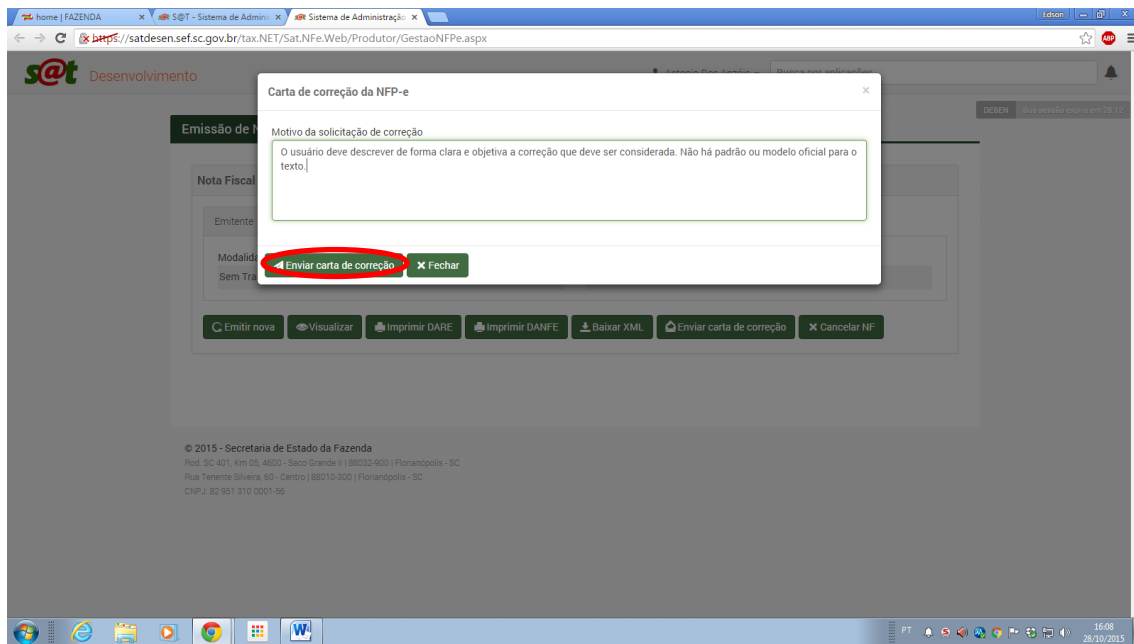 home | FAZENDA
S@T - Sistema de Admini
Sistema de Administração
Edson
https://satdesen.sef.sc.gov.br/tax.NET/Sat.NFe.Web/Produtor/GestaoNFPe.aspx
ABP
s@t Desenvolvimento
Busca por aplicações
DESEN
Carta de correção da NFP-e
Emissão de N
Motivo da solicitação de correção
O usuário deve descrever de forma clara e objetiva a correção que deve ser considerada. Não há padrão ou modelo oficial para o
texto.
Nota Fiscal
Emitente
Modalida
Sem Tra
Enviar carta de correção
Fechar
Emitir nova
Visualizar
Imprimir DARE
Imprimir DANFE
Baixar XML
Enviar carta de correção
Cancelar NF
© 2015 - Secretaria de Estado da Fazenda
Rod. SC 401, Km 05, 4600 - Saco Grande II | 88032-900 | Florianópolis - SC
Rua Tenente Silveira, 60 - Centro | 88010-300 | Florianópolis - SC
CNPJ: 82 951 310 0001-56
PT
16:08
28/10/2015